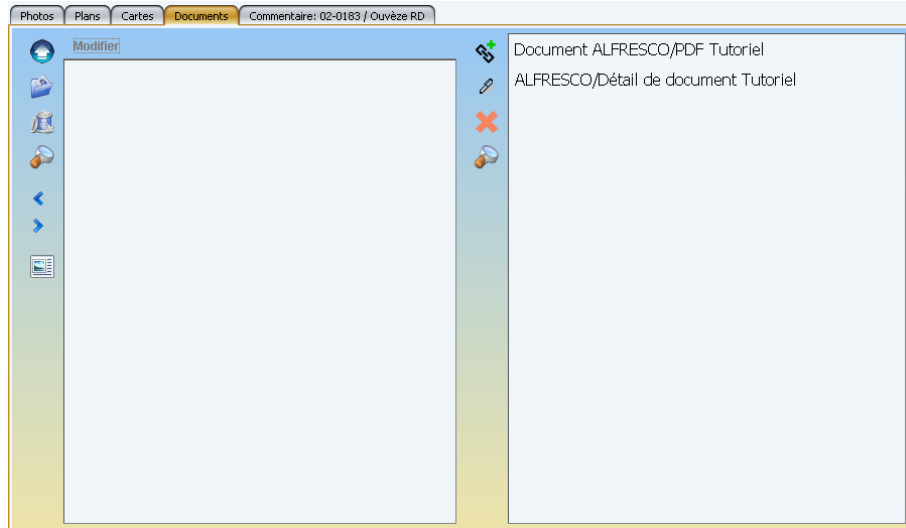 Photos Plans Cartes Documents Commentaire: 02-0183 / Ouvèze RD
Modifier
Document ALFRESCO/PDF Tutoriel
ALFRESCO/Détail de document Tutoriel